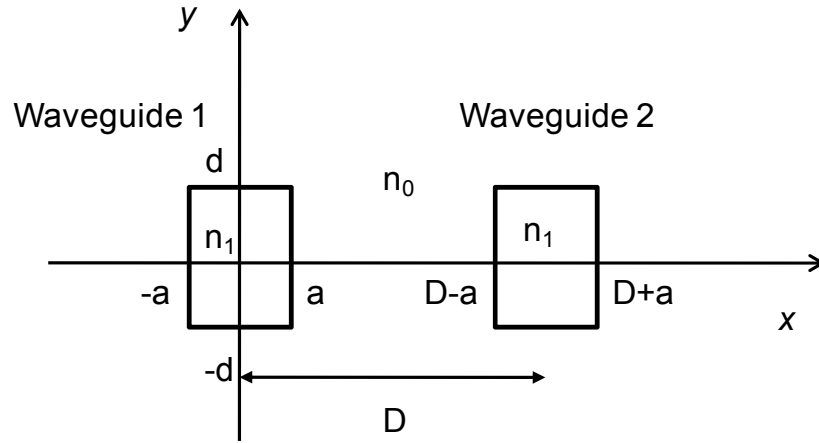 y
Waveguide 1
Waveguide 2
d
n₀
n₁
n₁
-a
a
D-a
D+a
x
-d
D